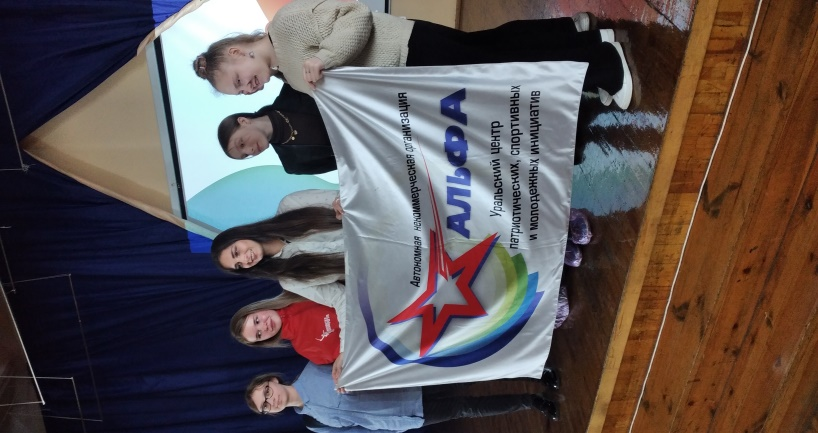 Автономная некоммерческая организация
АЛЬФА
Уральский центр
патриотических, спортивных
и молодежных инициатив